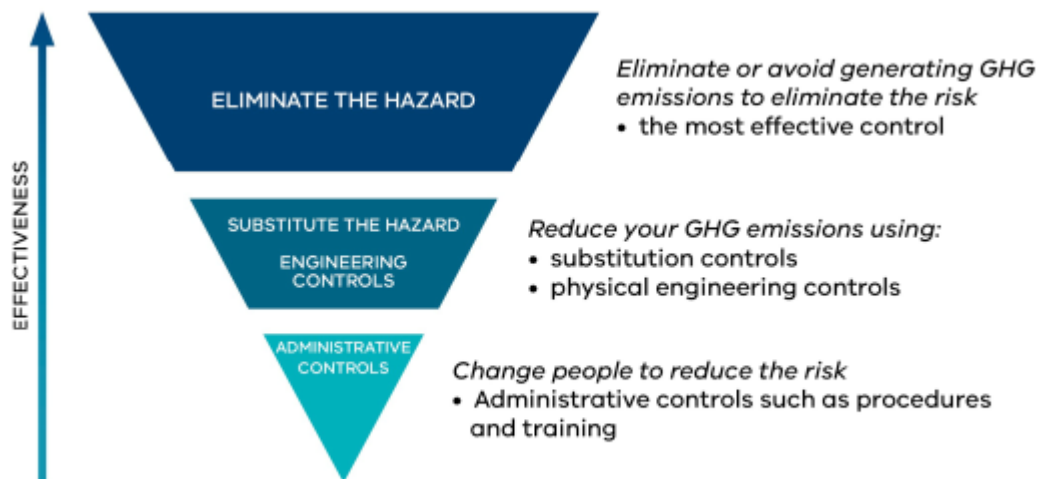 EFFECTIVENESS
ELIMINATE THE HAZARD
Eliminate or avoid generating GHG
emissions to eliminate the risk
• the most effective control
SUBSTITUTE THE HAZARD
ENGINEERING
CONTROLS
Reduce your GHG emissions using:
• substitution controls
• physical engineering controls
ADMINISTRATIVE
CONTROLS
Change people to reduce the risk
• Administrative controls such as procedures
and training